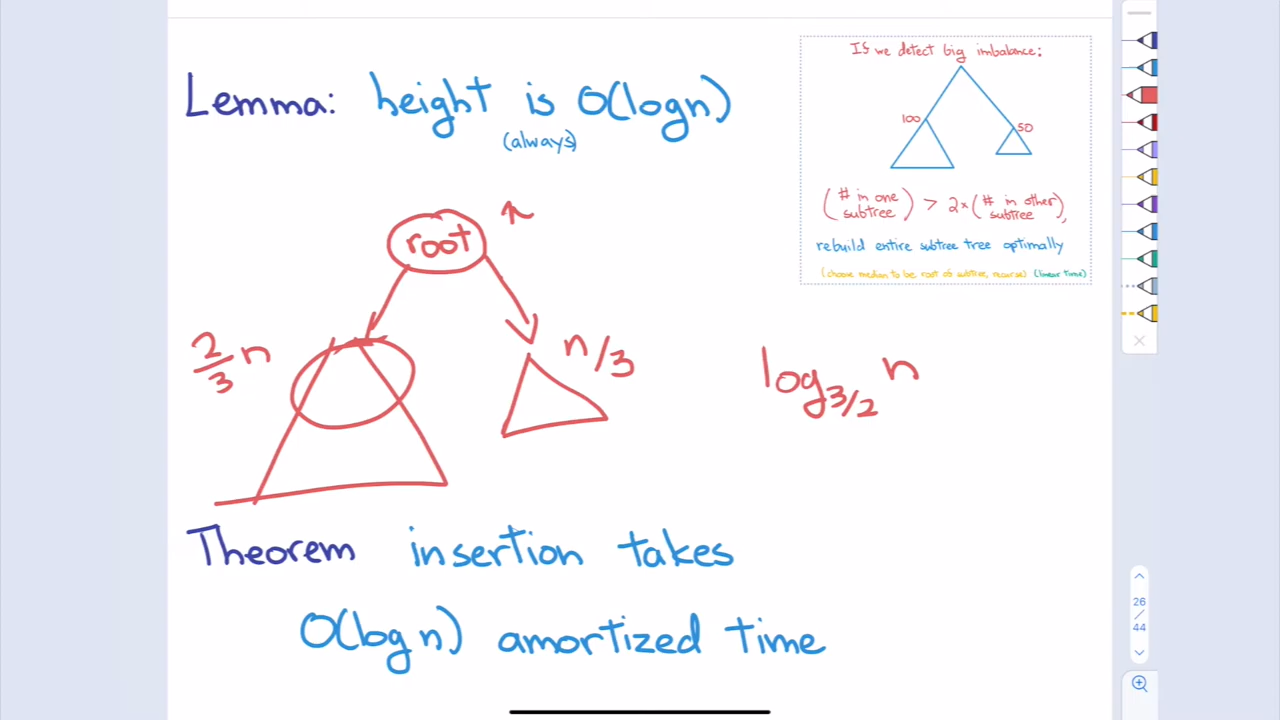 Lemma: height is O(logn)
(always)
If we detect big imbalance:
100
50
(# in one subtree) > 2×(# in other subtree),
rebuild entire subtree tree optimally
(choose median to be root of subtree, recurse) (linear time)
root
n
2/3 n
n/3
log3/2 n
Theorem insertion takes
O(log n) amortized time
26
/
44